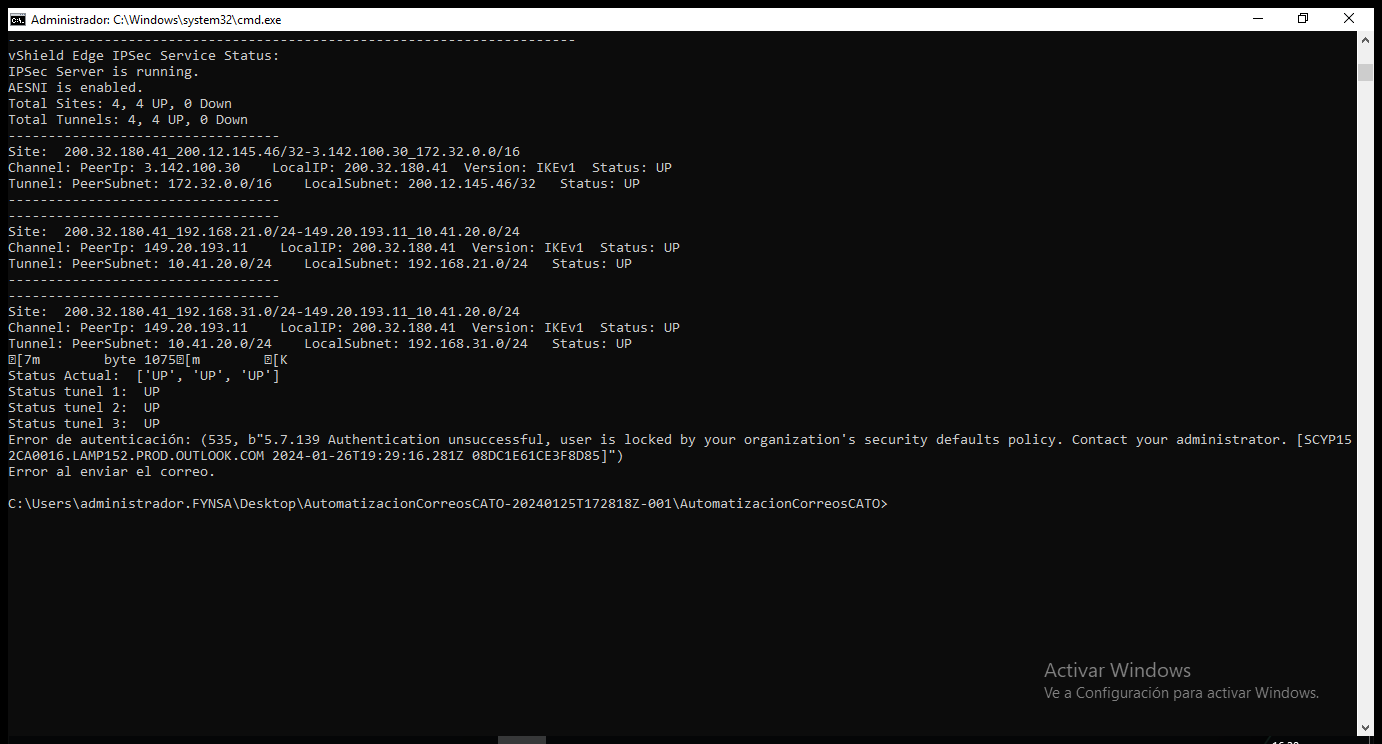 Administrador: C:\Windows\system32\cmd.exe
-----------------------------------------------------------------------
vShield Edge IPSec Service Status:
IPSec Server is running.
AESNI is enabled.
Total Sites: 4, 4 UP, 0 Down
Total Tunnels: 4, 4 UP, 0 Down
----------------------------------
Site:  200.32.180.41_200.12.145.46/32-3.142.100.30_172.32.0.0/16
Channel: PeerIp: 3.142.100.30    LocalIP: 200.32.180.41  Version: IKEv1  Status: UP
Tunnel: PeerSubnet: 172.32.0.0/16    LocalSubnet: 200.12.145.46/32   Status: UP
----------------------------------
----------------------------------
Site:  200.32.180.41_192.168.21.0/24-149.20.193.11_10.41.20.0/24
Channel: PeerIp: 149.20.193.11    LocalIP: 200.32.180.41  Version: IKEv1  Status: UP
Tunnel: PeerSubnet: 10.41.20.0/24    LocalSubnet: 192.168.21.0/24   Status: UP
----------------------------------
----------------------------------
Site:  200.32.180.41_192.168.31.0/24-149.20.193.11_10.41.20.0/24
Channel: PeerIp: 149.20.193.11    LocalIP: 200.32.180.41  Version: IKEv1  Status: UP
Tunnel: PeerSubnet: 10.41.20.0/24    LocalSubnet: 192.168.31.0/24   Status: UP
[7m        byte 1075[m        [K
Status Actual:  ['UP', 'UP', 'UP']
Status tunel 1:  UP
Status tunel 2:  UP
Status tunel 3:  UP
Error de autenticación: (535, b"5.7.139 Authentication unsuccessful, user is locked by your organization's security defaults policy. Contact your administrator. [SCYP15
2CA0016.LAMP152.PROD.OUTLOOK.COM 2024-01-26T19:29:16.281Z 08DC1E61CE3F8D85]")
Error al enviar el correo.
C:\Users\administrador.FYNSA\Desktop\AutomatizacionCorreosCATO-20240125T172818Z-001\AutomatizacionCorreosCATO>
Activar Windows
Ve a Configuración para activar Windows.